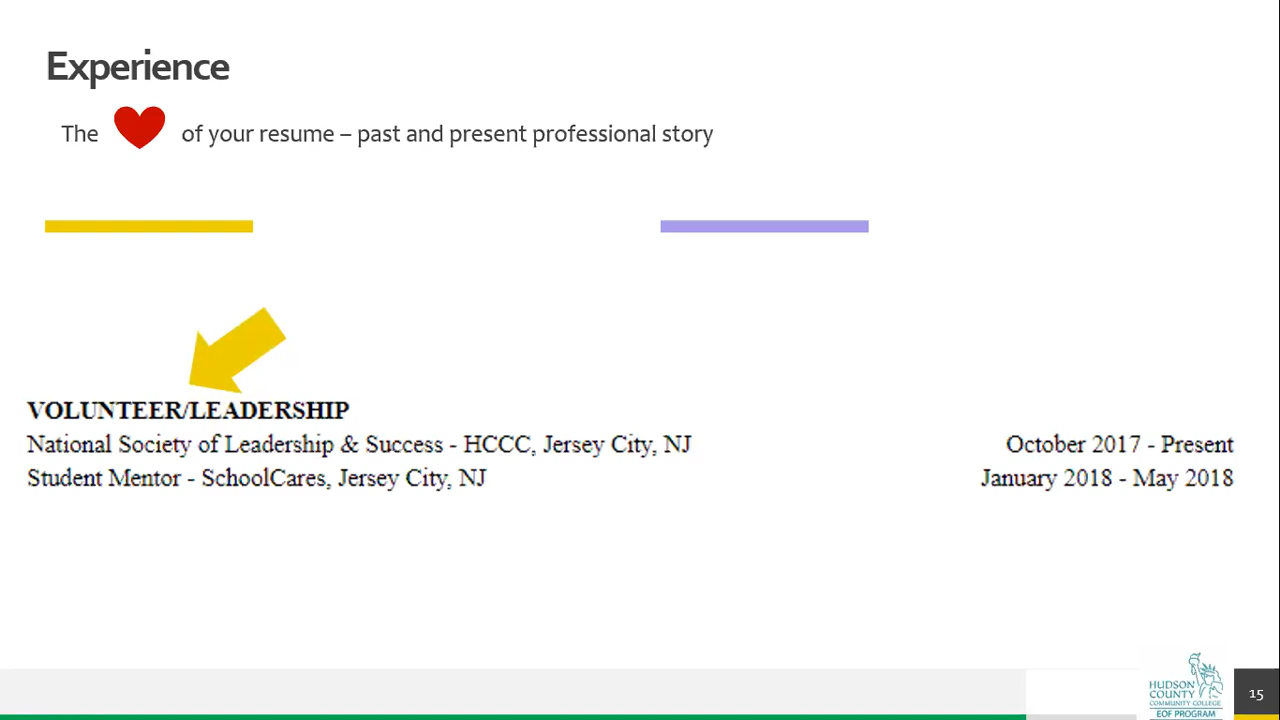 Experience
The of your resume – past and present professional story
VOLUNTEER/LEADERSHIP
National Society of Leadership & Success - HCCC, Jersey City, NJ October 2017 - Present
Student Mentor - SchoolCares, Jersey City, NJ January 2018 - May 2018
HUDSON
COUNTY
COMMUNITY COLLEGE
EOF PROGRAM
15